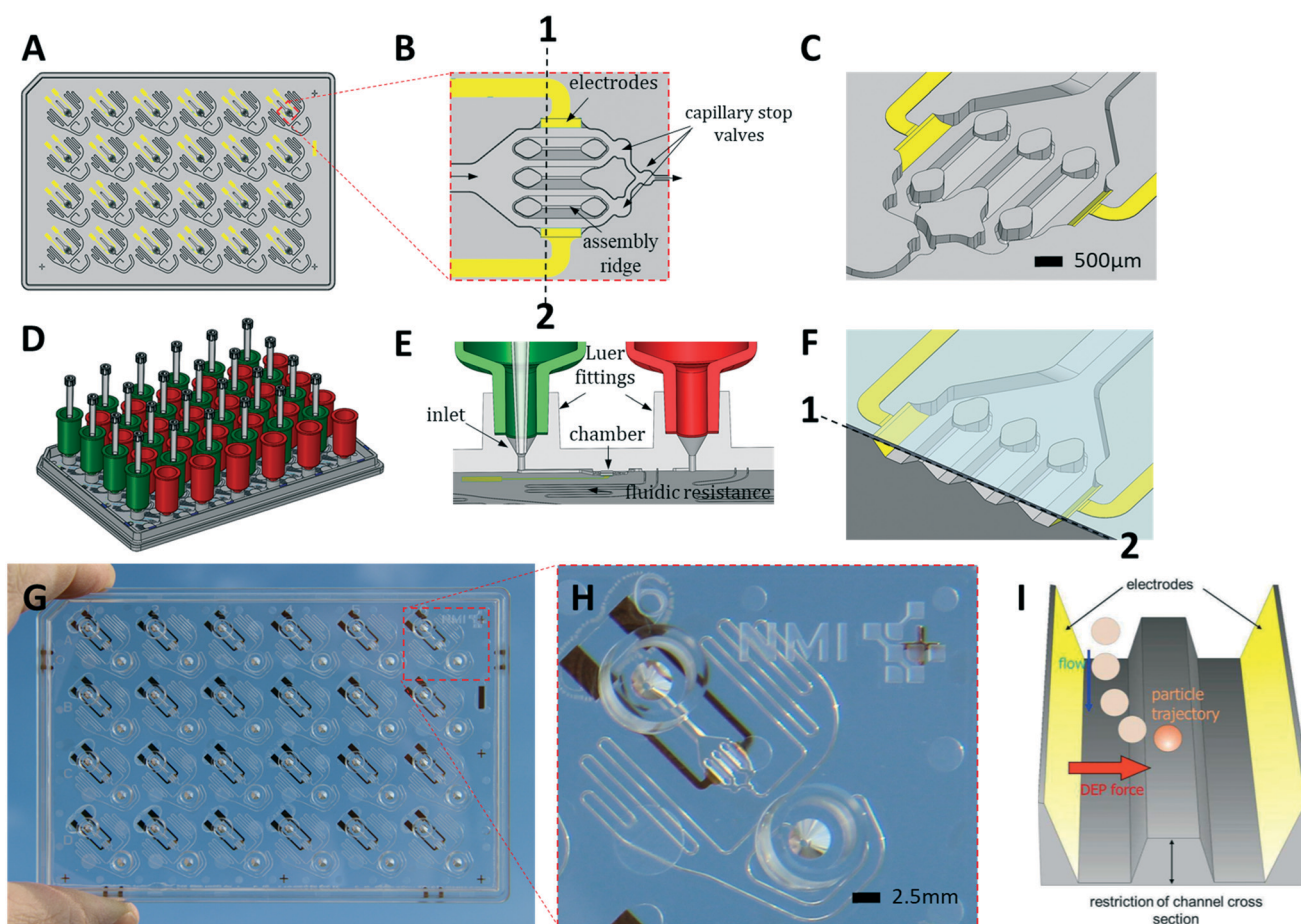 A
B
1
electrodes
capillary stop
valves
assembly
ridge
2
C
500µm
D
E
Luer
fittings
inlet
chamber
fluidic resistance
F
1
2
G
NMI
H
6
NMI
2.5mm
I
electrodes
flow
particle
trajectory
DEP force
restriction of channel cross
section